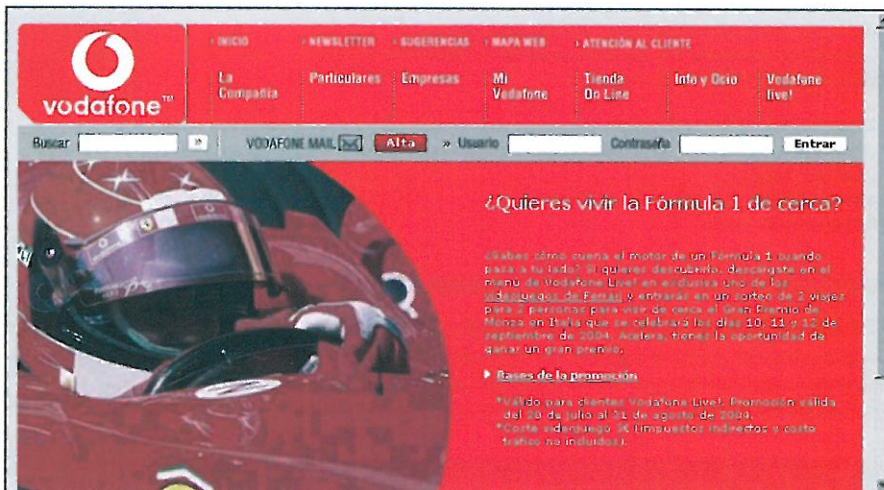 › INICIO › NEWSLETTER › SUGERENCIAS › MAPA WEB › ATENCIÓN AL CLIENTE
La Compañía Particulares Empresas Mi Vodafone Tienda On Line Info y Ocio Vodafone live!
vodafone™
Buscar » VODAFONE MAIL Alta » Usuario Contraseña Entrar
¿Quieres vivir la Fórmula 1 de cerca?
¿Sabes cómo suena el motor de un Fórmula 1 cuando
pasa a tu lado? Si quieres descubrirlo, descárgate en el
menú de Vodafone Live! en exclusiva uno de los
videojuegos de Ferrari y entrarás en un sorteo de 2 viajes
para 2 personas para vivir de cerca el Gran Premio de
Monza en Italia que se celebrará los días 10, 11 y 12 de
septiembre de 2004. Acelera, tienes la oportunidad de
ganar un gran premio.
Bases de la promoción
*Válido para clientes Vodafone Live!. Promoción válida
del 20 de julio al 31 de agosto de 2004.
*Coste videojuego 3€ (impuestos indirectos y coste
tráfico no incluidos).